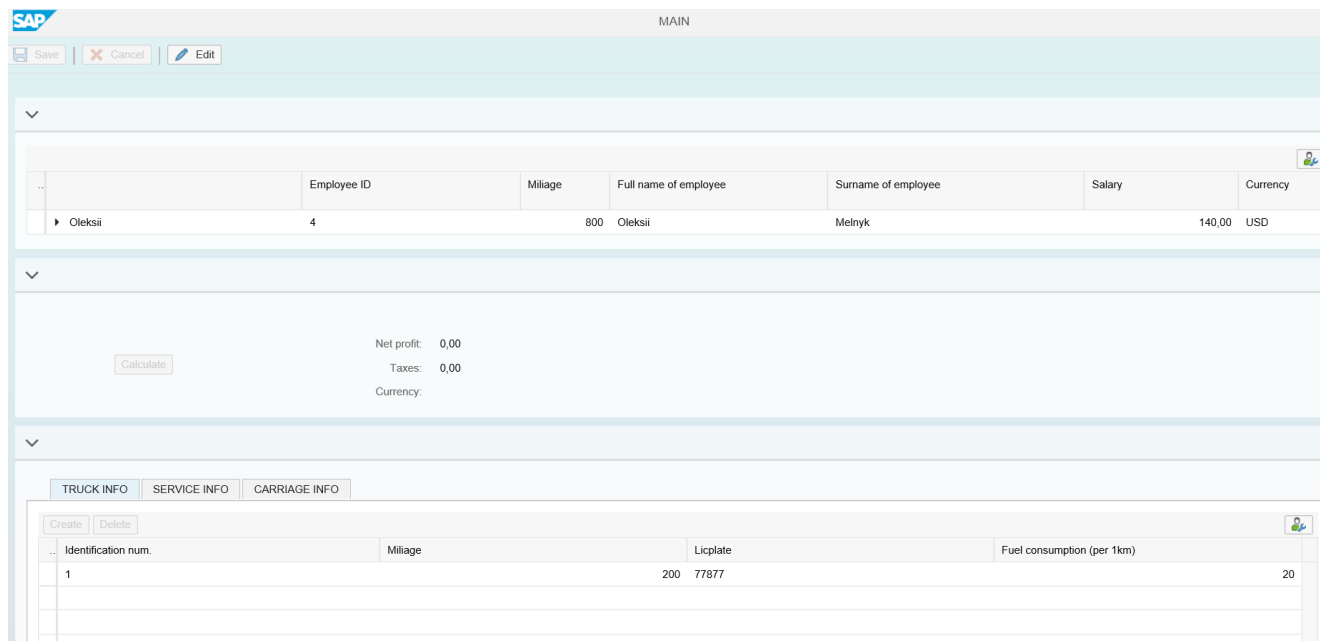 SAP
MAIN
Save Cancel Edit
.. Employee ID Miliage Full name of employee Surname of employee Salary Currency
Oleksii 4 800 Oleksii Melnyk 140,00 USD
Net profit: 0,00
Calculate
Taxes: 0,00
Currency:
TRUCK INFO SERVICE INFO CARRIAGE INFO
Create Delete
.. Identification num. Miliage Licplate Fuel consumption (per 1km)
1 200 77877 20